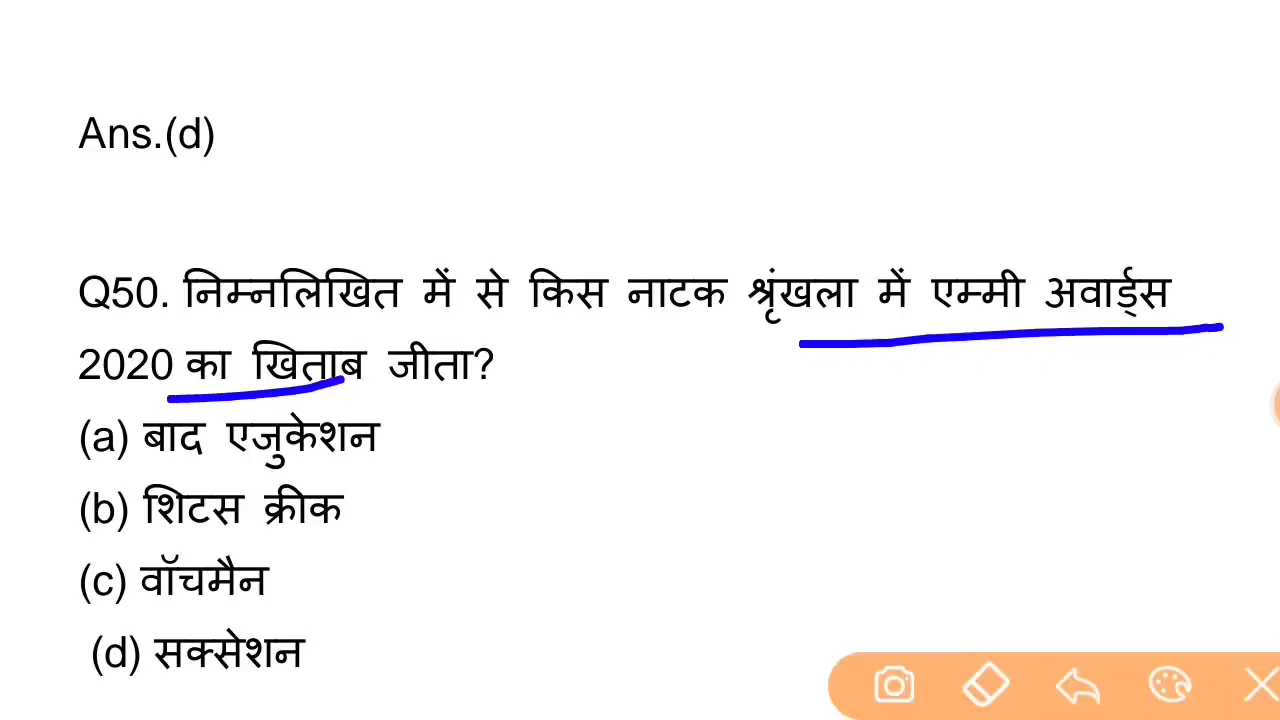 Ans.(d)
Q50. निम्नलिखित में से किस नाटक श्रृंखला में एम्मी अवार्ड्स
2020 का खिताब जीता?
(a) बाद एजुकेशन
(b) शिटस क्रीक
(c) वॉचमैन
(d) सक्सेशन